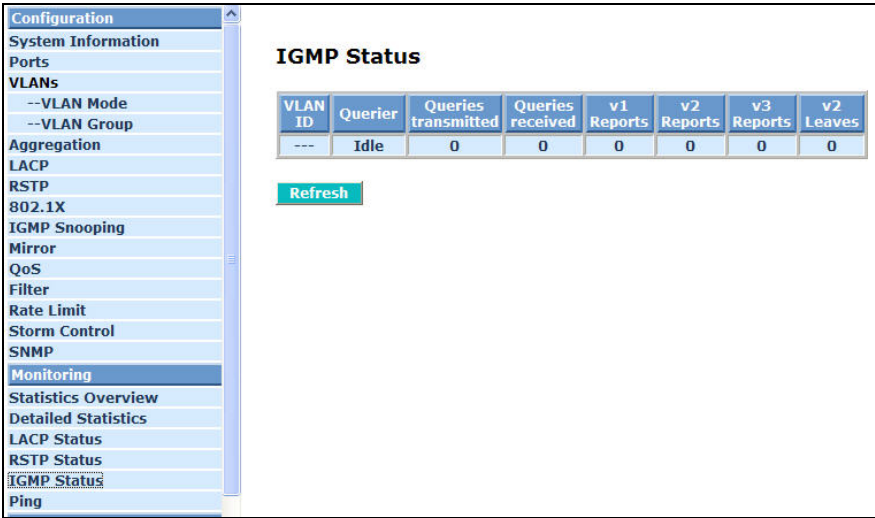 Configuration
System Information
Ports
VLANs
--VLAN Mode
--VLAN Group
Aggregation
LACP
RSTP
802.1X
IGMP Snooping
Mirror
QoS
Filter
Rate Limit
Storm Control
SNMP
Monitoring
Statistics Overview
Detailed Statistics
LACP Status
RSTP Status
IGMP Status
Ping
IGMP Status
VLAN ID Querier Queries transmitted Queries received v1 Reports v2 Reports v3 Reports v2 Leaves
--- Idle 0 0 0 0 0 0
Refresh